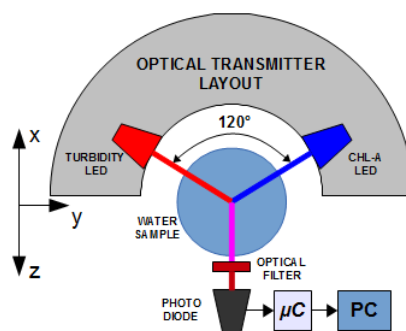 OPTICAL TRANSMITTER
LAYOUT
x
120°
TURBIDITY
LED
CHL-A
LED
y
WATER
SAMPLE
z
OPTICAL
FILTER
PHOTO
DIODE
µC
PC